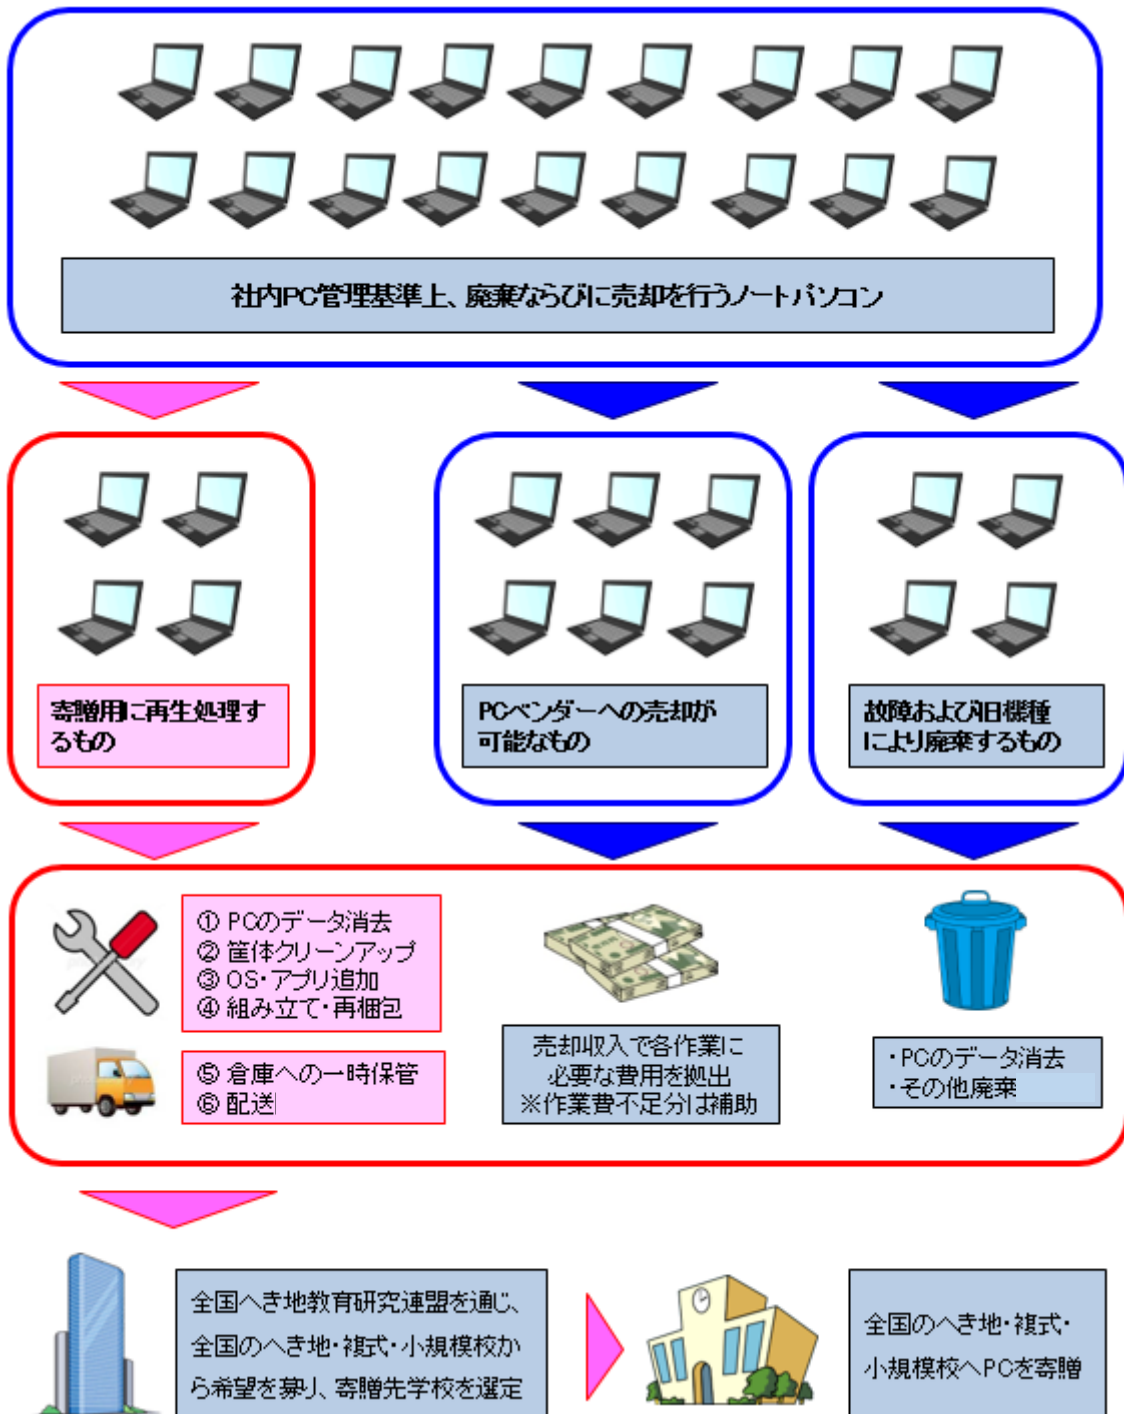 社内PC管理基準上、廃棄ならびに売却を行うノートパソコン
寄贈用に再生処理す
るもの
PCベンダーへの売却が
可能なもの
故障および旧機種
により廃棄するもの
① PCのデータ消去
② 筐体クリーンアップ
③ OS・アプリ追加
④ 組み立て・再梱包
⑤ 倉庫への一時保管
⑥ 配送
売却収入で各作業に
必要な費用を拠出
※作業費不足分は補助
・PCのデータ消去
・その他廃棄
全国へき地教育研究連盟を通じ、
全国のへき地・複式・小規模校か
ら希望を募り、寄贈先学校を選定
全国のへき地・複式・
小規模校へPCを寄贈